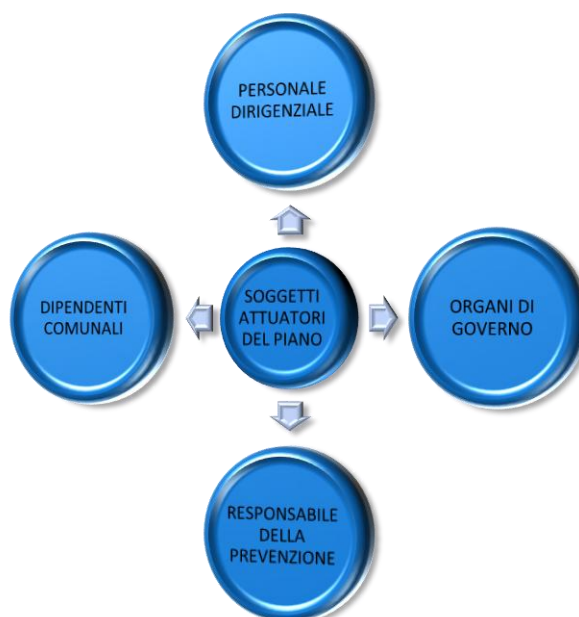 PERSONALE
DIRIGENZIALE
DIPENDENTI
COMUNALI
SOGGETTI
ATTUATORI
DEL PIANO
ORGANI DI
GOVERNO
RESPONSABILE
DELLA
PREVENZIONE